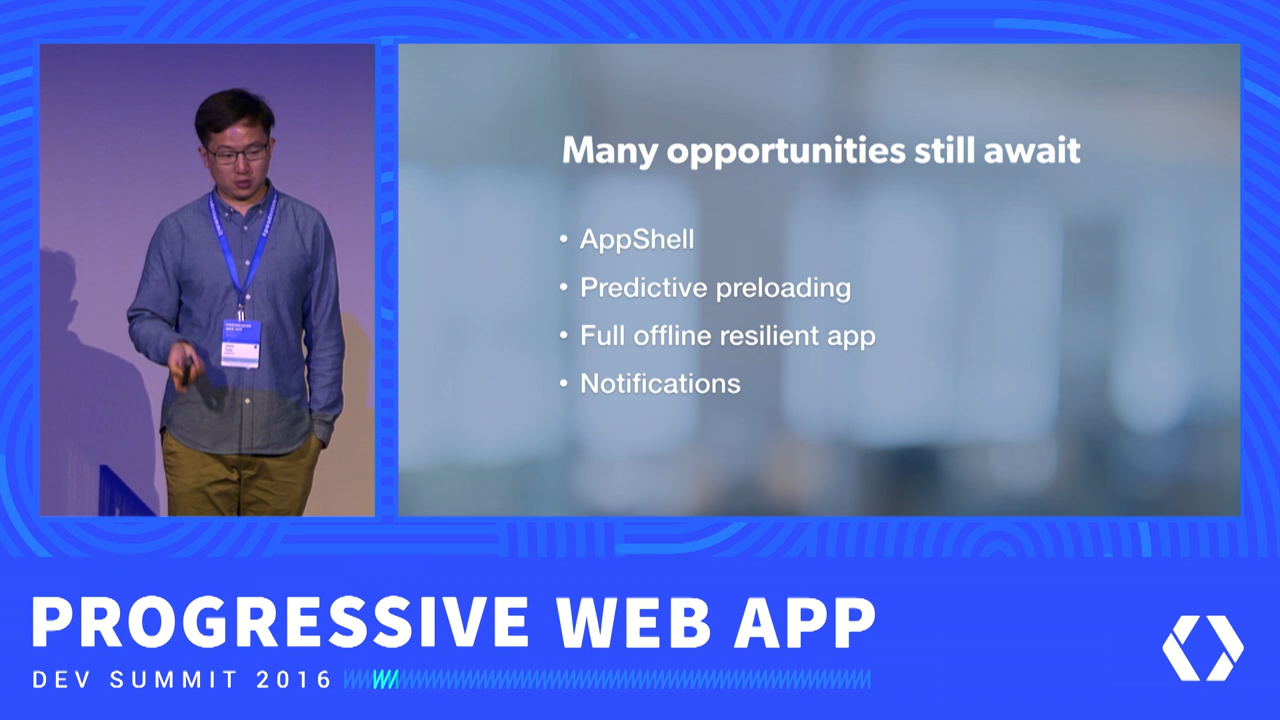 Many opportunities still await
• AppShell
• Predictive preloading
• Full offline resilient app
• Notifications
PROGRESSIVE WEB APP
DEV SUMMIT 2016